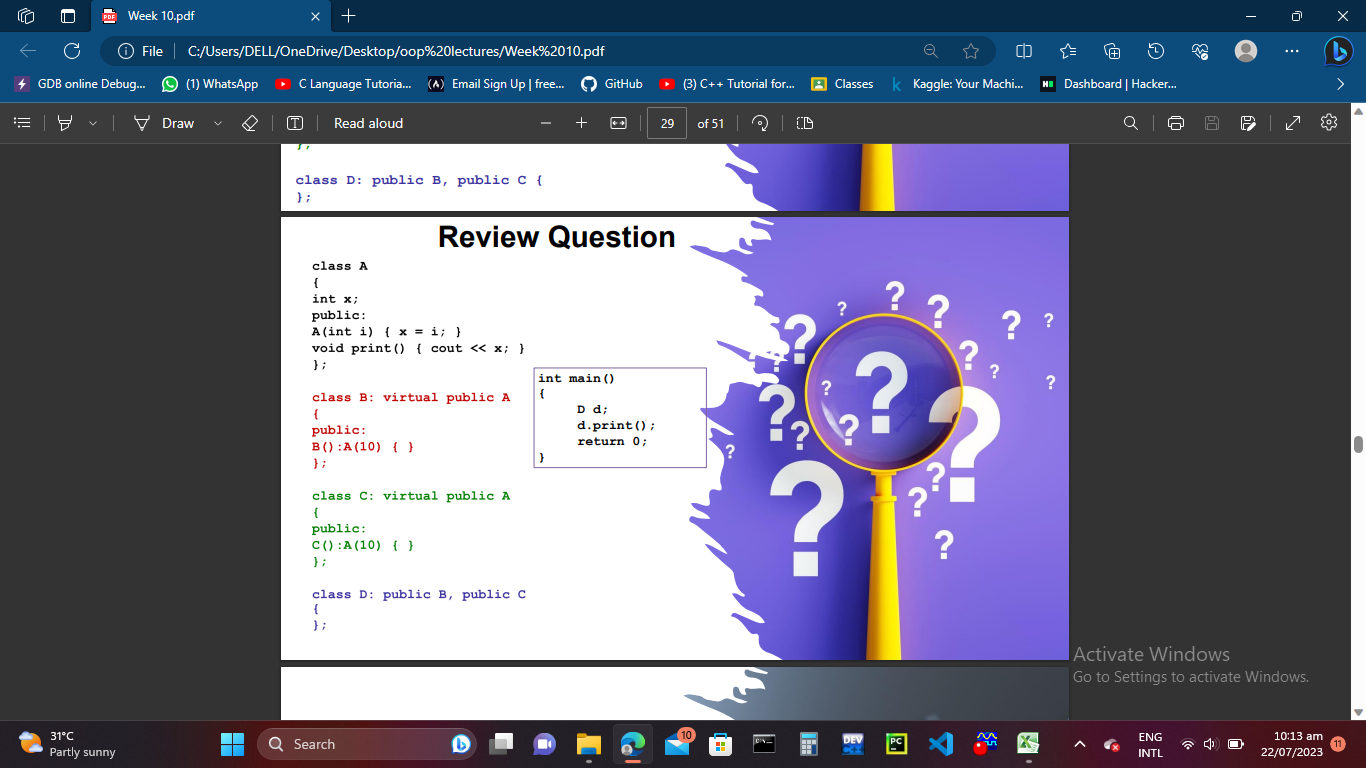 Week 10.pdf
File
C:/Users/DELL/OneDrive/Desktop/oop%20lectures/Week%2010.pdf
GDB online Debug...
(1) WhatsApp
C Language Tutoria...
Email Sign Up | free...
GitHub
(3) C++ Tutorial for...
Classes
Kaggle: Your Machi...
Dashboard | Hacker...
Draw
Read aloud
29
of 51
class D: public B, public C {
};
Review Question
class A
{
int x;
public:
A(int i) { x = i; }
void print() { cout << x; }
};
class B: virtual public A
{
public:
B():A(10) { }
};
class C: virtual public A
{
public:
C():A(10) { }
};
class D: public B, public C
{
};
int main()
{
D d;
d.print();
return 0;
}
Activate Windows
Go to Settings to activate Windows.
31°C
Partly sunny
Search
10
DEV
PC
ENG
INTL
10:13 am
22/07/2023
11